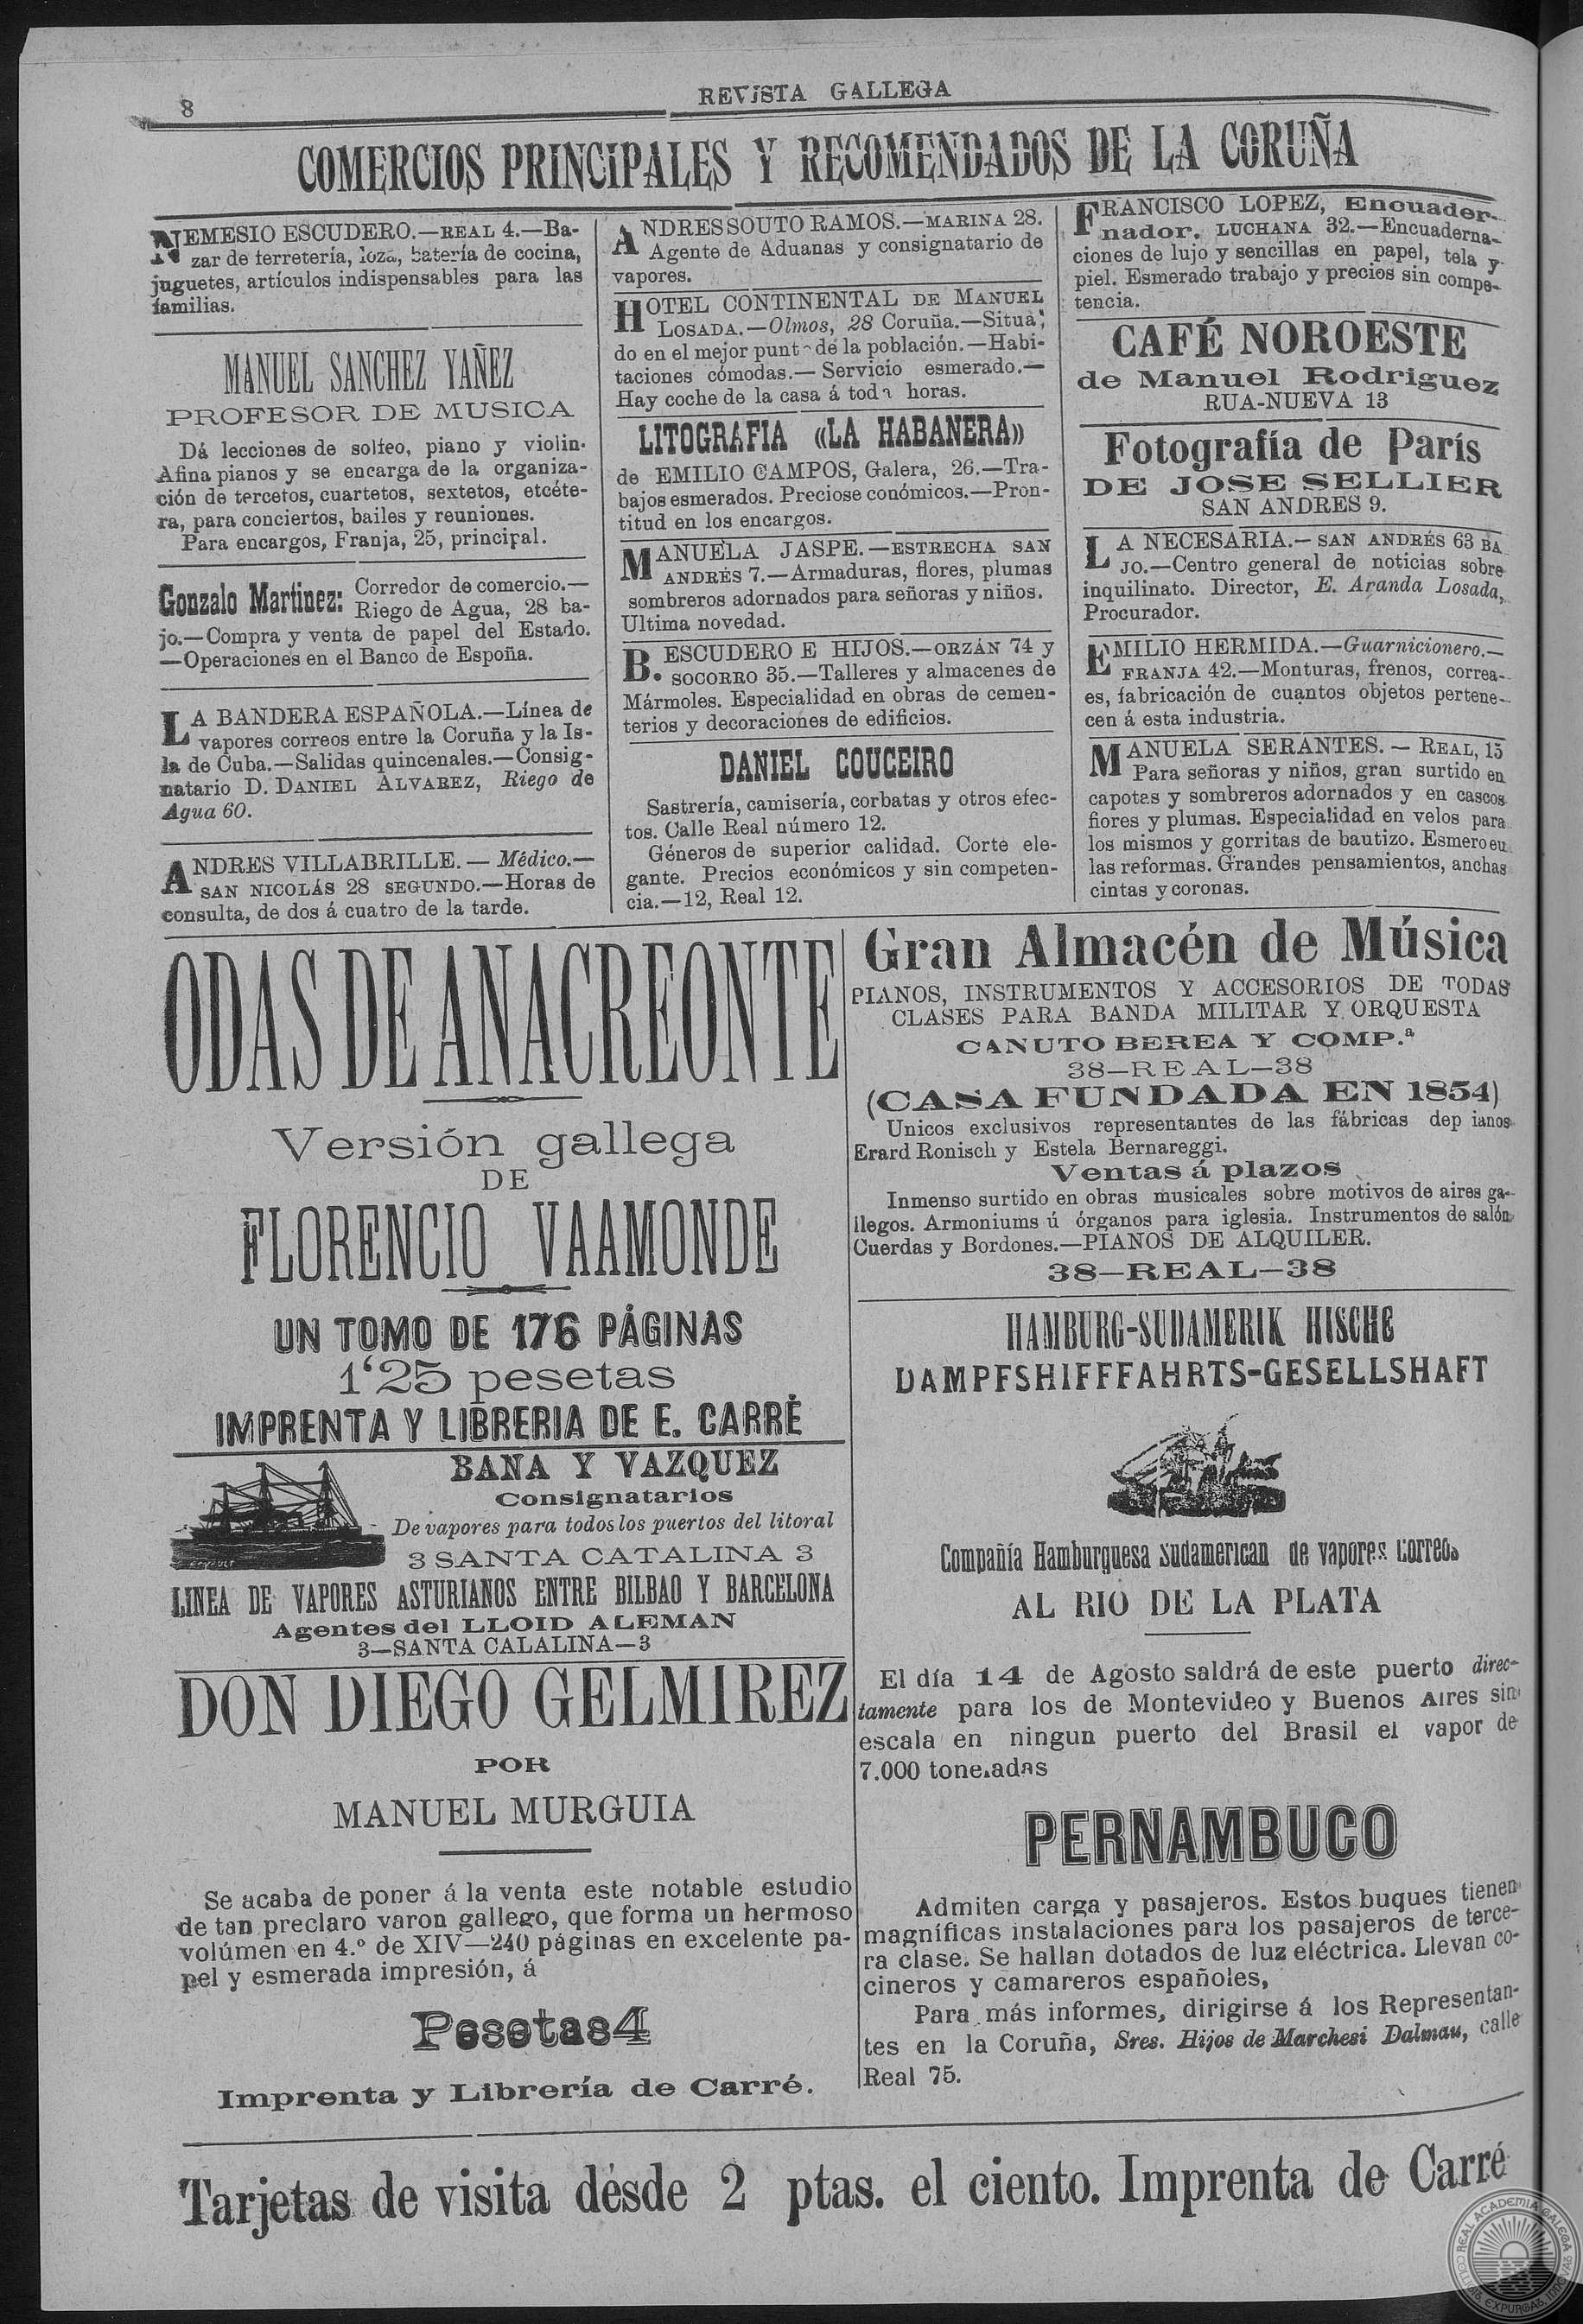 8
REVISTA GALLEGA
COMERCIOS PRINCIPALES Y RECOMENDADOS DE LA CORUÑA
NEMESIO ESCUDERO.—REAL 4.—Ba-
zar de ferretería, loza, batería de cocina,
juguetes, artículos indispensables para las
familias.
MANUEL SANCHEZ YAÑEZ
PROFESOR DE MUSICA
Dá lecciones de solfeo, piano y violin.
Afina pianos y se encarga de la organiza-
ción de tercetos, cuartetos, sextetos, etcéte-
ra, para conciertos, bailes y reuniones.
Para encargos, Franja, 25, principal.
Gonzalo Martinez: Corredor de comercio.—
Riego de Agua, 28 ba-
jo.—Compra y venta de papel del Estado.
—Operaciones en el Banco de Espoña.
LA BANDERA ESPAÑOLA.—Línea de
vapores correos entre la Coruña y la Is-
la de Cuba.—Salidas quincenales.—Consig-
natario D. DANIEL ALVAREZ, Riego de
Agua 60.
ANDRES VILLABRILLE.—Médico.—
SAN NICOLÁS 28 SEGUNDO.—Horas de
consulta, de dos á cuatro de la tarde.
ANDRES SOUTO RAMOS.—MARINA 28.
Agente de Aduanas y consignatario de
vapores.
HOTEL CONTINENTAL DE MANUEL
LOSADA.—Olmos, 28 Coruña.—Situa;
do en el mejor punt de la población.—Habi-
taciones cómodas.—Servicio esmerado.—
Hay coche de la casa á toda horas.
LITOGRAFIA «LA HABANERA»
de EMILIO CAMPOS, Galera, 26.—Tra-
bajos esmerados. Preciose conómicos.—Pron-
titud en los encargos.
MANUELA JASPE.—ESTRECHA SAN
ANDRÉS 7.—Armaduras, flores, plumas
sombreros adornados para señoras y niños.
Ultima novedad.
B. ESCUDERO E HIJOS.—ORZÁN 74 y
SOCORRO 35.—Talleres y almacenes de
Mármoles. Especialidad en obras de cemen-
terios y decoraciones de edificios.
DANIEL COUCEIRO
Sastrería, camisería, corbatas y otros efec-
tos. Calle Real número 12.
Géneros de superior calidad. Corte ele-
gante. Precios económicos y sin competen-
cia.—12, Real 12.
FRANCISCO LOPEZ, Encuader-
nador, LUCHANA 32.—Encuaderna-
ciones de lujo y sencillas en papel, tela y
piel. Esmerado trabajo y precios sin compe-
tencia.
CAFÉ NOROESTE
de Manuel Rodriguez
RUA-NUEVA 13
Fotografía de París
DE JOSE SELLIER
SAN ANDRES 9.
LA NECESARIA.—SAN ANDRÉS 63 BA
JO.—Centro general de noticias sobre
inquilinato. Director, E. Aranda Losada,
Procurador.
EMILIO HERMIDA.—Guarnicionero.—
FRANJA 42.—Monturas, frenos, correa-
es, fabricación de cuantos objetos pertene-
cen á esta industria.
MANUELA SERANTES.—REAL, 15
Para señoras y niños, gran surtido en
capotas y sombreros adornados y en cascos
flores y plumas. Especialidad en velos para
los mismos y gorritas de bautizo. Esmero en
las reformas. Grandes pensamientos, anchas
cintas y coronas.
ODAS DE ANACREONTE
Versión gallega
DE
FLORENCIO VAAMONDE
UN TOMO DE 176 PÁGINAS
1'25 pesetas
IMPRENTA Y LIBRERIA DE E. CARRÉ
BANA Y VAZQUEZ
Consignatarios
De vapores para todos los puertos del litoral
3 SANTA CATALINA 3
LINEA DE VAPORES ASTURIANOS ENTRE BILBAO Y BARCELONA
Agentes del LLOID ALEMAN
3—SANTA CALALINA—3
DON DIEGO GELMIREZ
POR
MANUEL MURGUIA
Se acaba de poner á la venta este notable estudio
de tan preclaro varon gallego, que forma un hermoso
volúmen en 4.º de XIV—240 páginas en excelente pa-
pel y esmerada impresión, á
Pesetas 4
Imprenta y Librería de Carré.
Gran Almacén de Música
PIANOS, INSTRUMENTOS Y ACCESORIOS DE TODAS
CLASES PARA BANDA MILITAR Y ORQUESTA
CANUTO BEREA Y COMP.ª
38—REAL—38
(CASA FUNDADA EN 1854)
Unicos exclusivos representantes de las fábricas dep ianos
Erard Ronisch y Estela Bernareggi.
Ventas á plazos
Inmenso surtido en obras musicales sobre motivos de aires ga-
llegos. Armoniums ú órganos para iglesia. Instrumentos de salón
Cuerdas y Bordones.—PIANOS DE ALQUILER.
38—REAL—38
HAMBURG-SUDAMERIK HISCHE
DAMPFSHIFFFAHRTS-GESELLSHAFT
Compañía Hamburguesa Sudamerican de vapores Correos
AL RIO DE LA PLATA
El día 14 de Agosto saldrá de este puerto direc-
tamente para los de Montevideo y Buenos Aires sin
escala en ningun puerto del Brasil el vapor de
7.000 toneladas
PERNAMBUCO
Admiten carga y pasajeros. Estos buques tienen
magníficas instalaciones para los pasajeros de terce-
ra clase. Se hallan dotados de luz eléctrica. Llevan co-
cineros y camareros españoles,
Para más informes, dirigirse á los Representan-
tes en la Coruña, Sres. Hijos de Marchesi Dalmau, calle
Real 75.
Tarjetas de visita desde 2 ptas. el ciento. Imprenta de Carré
REAL ACADEMIA GALEGA